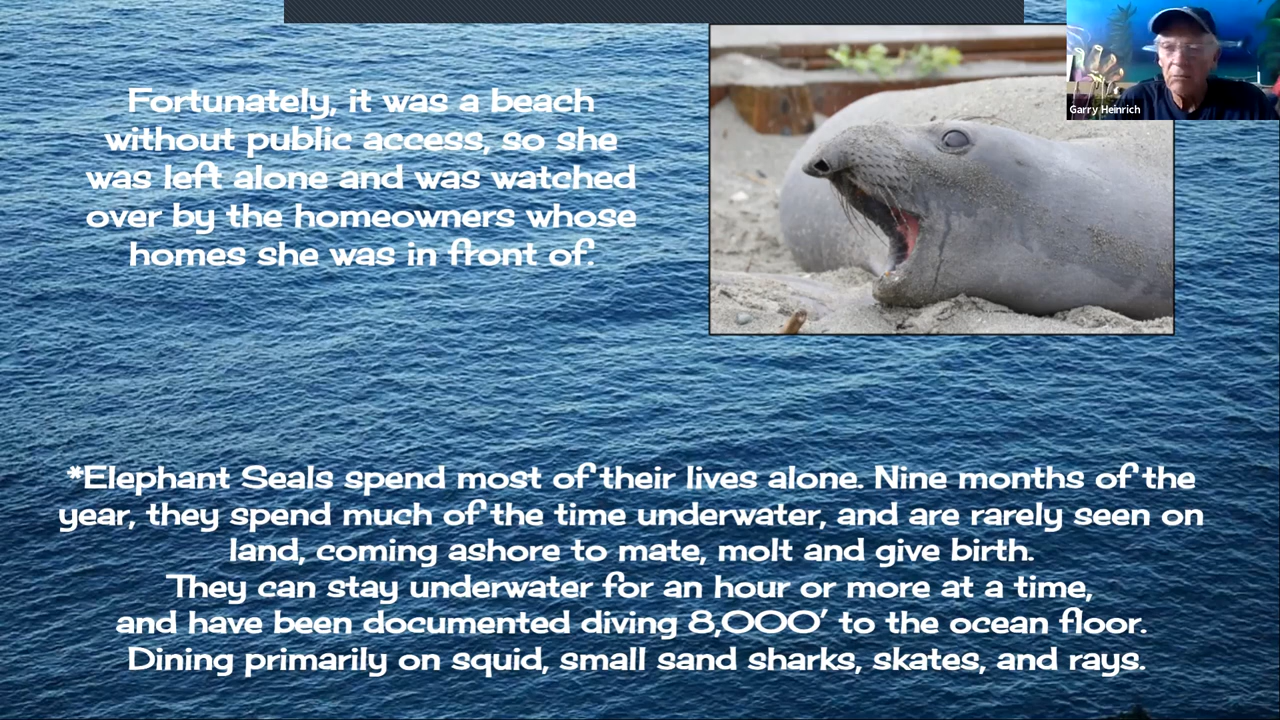 Fortunately, it was a beach
without public access, so she
was left alone and was watched
over by the homeowners whose
homes she was in front of.
Garry Heinrich
*Elephant Seals spend most of their lives alone. Nine months of the
year, they spend much of the time underwater, and are rarely seen on
land, coming ashore to mate, molt and give birth.
They can stay underwater for an hour or more at a time,
and have been documented diving 8,000’ to the ocean floor.
Dining primarily on squid, small sand sharks, skates, and rays.